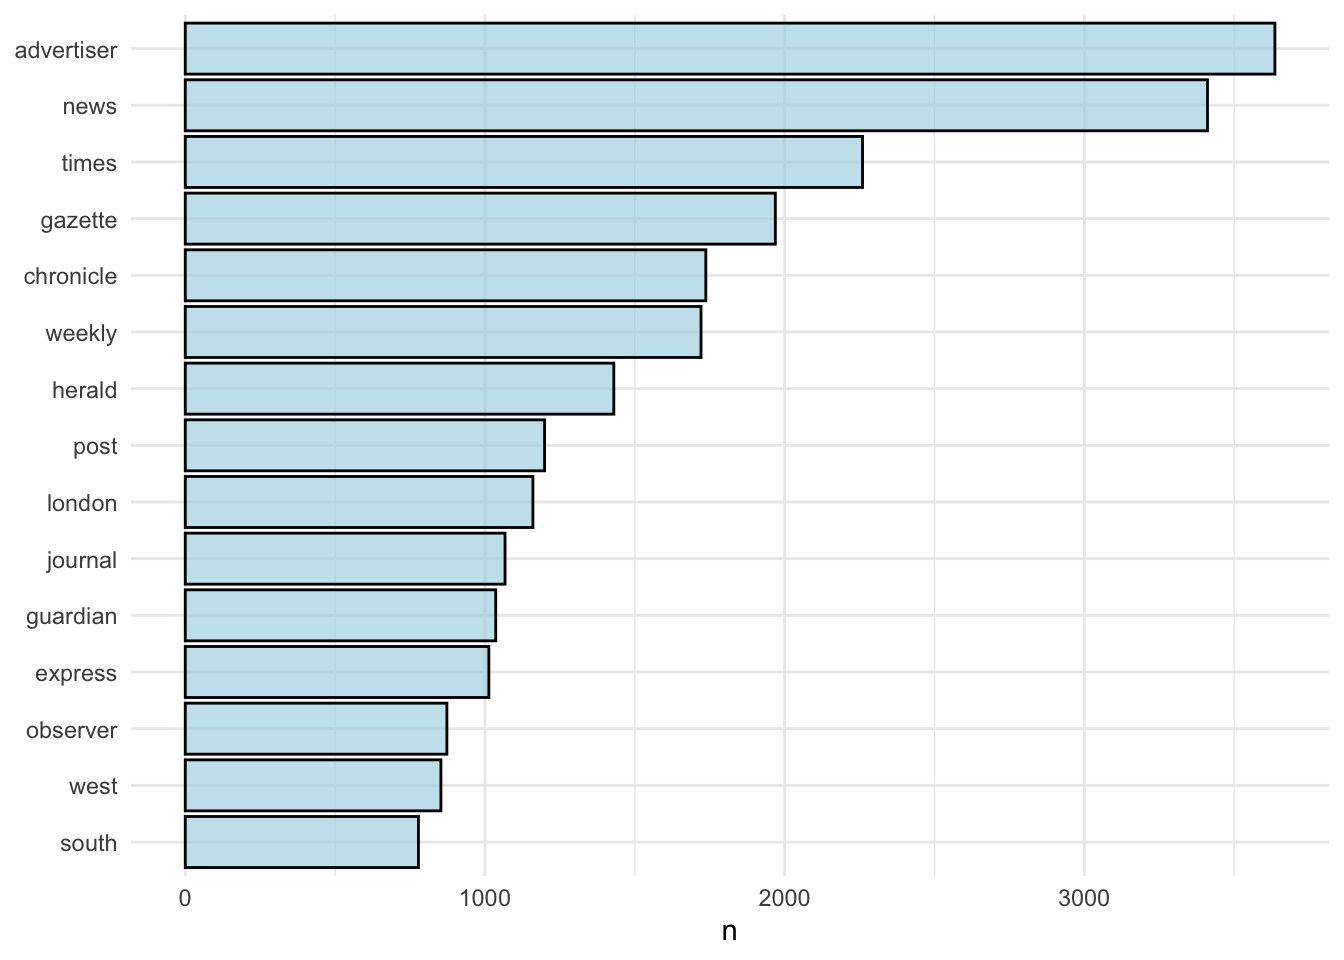 advertiser
news
times
gazette
chronicle
weekly
herald
post
london
journal
guardian
express
observer
west
south
0 1000 2000 3000
n